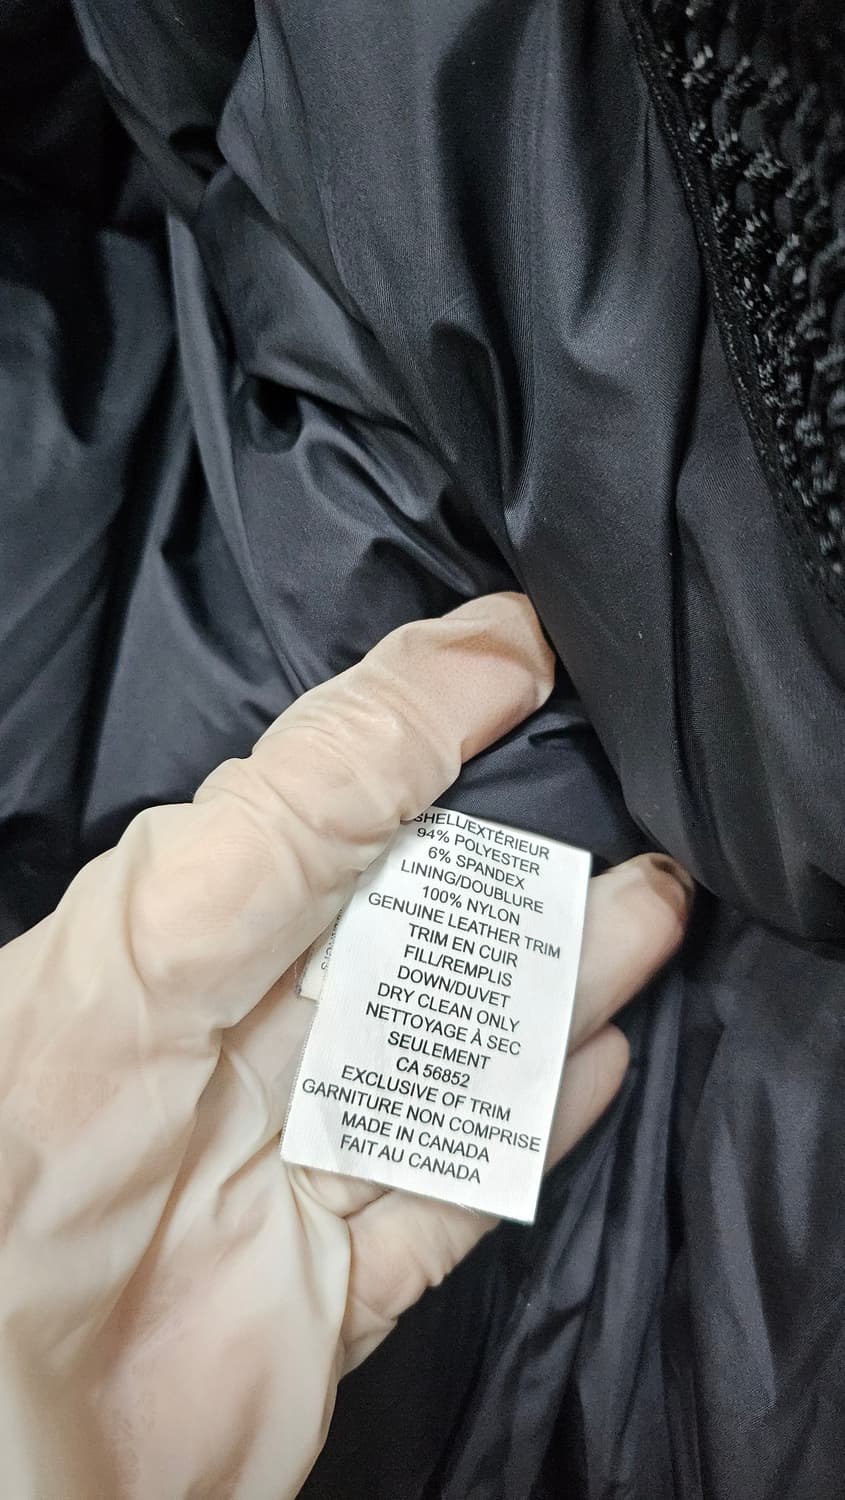 SHELL/EXTÉRIEUR
94% POLYESTER
6% SPANDEX
LINING/DOUBLURE
100% NYLON
GENUINE LEATHER TRIM
TRIM EN CUIR
FILL/REMPLIS
DOWN/DUVET
DRY CLEAN ONLY
NETTOYAGE À SEC
SEULEMENT
CA 56852
EXCLUSIVE OF TRIM
GARNITURE NON COMPRISE
MADE IN CANADA
FAIT AU CANADA